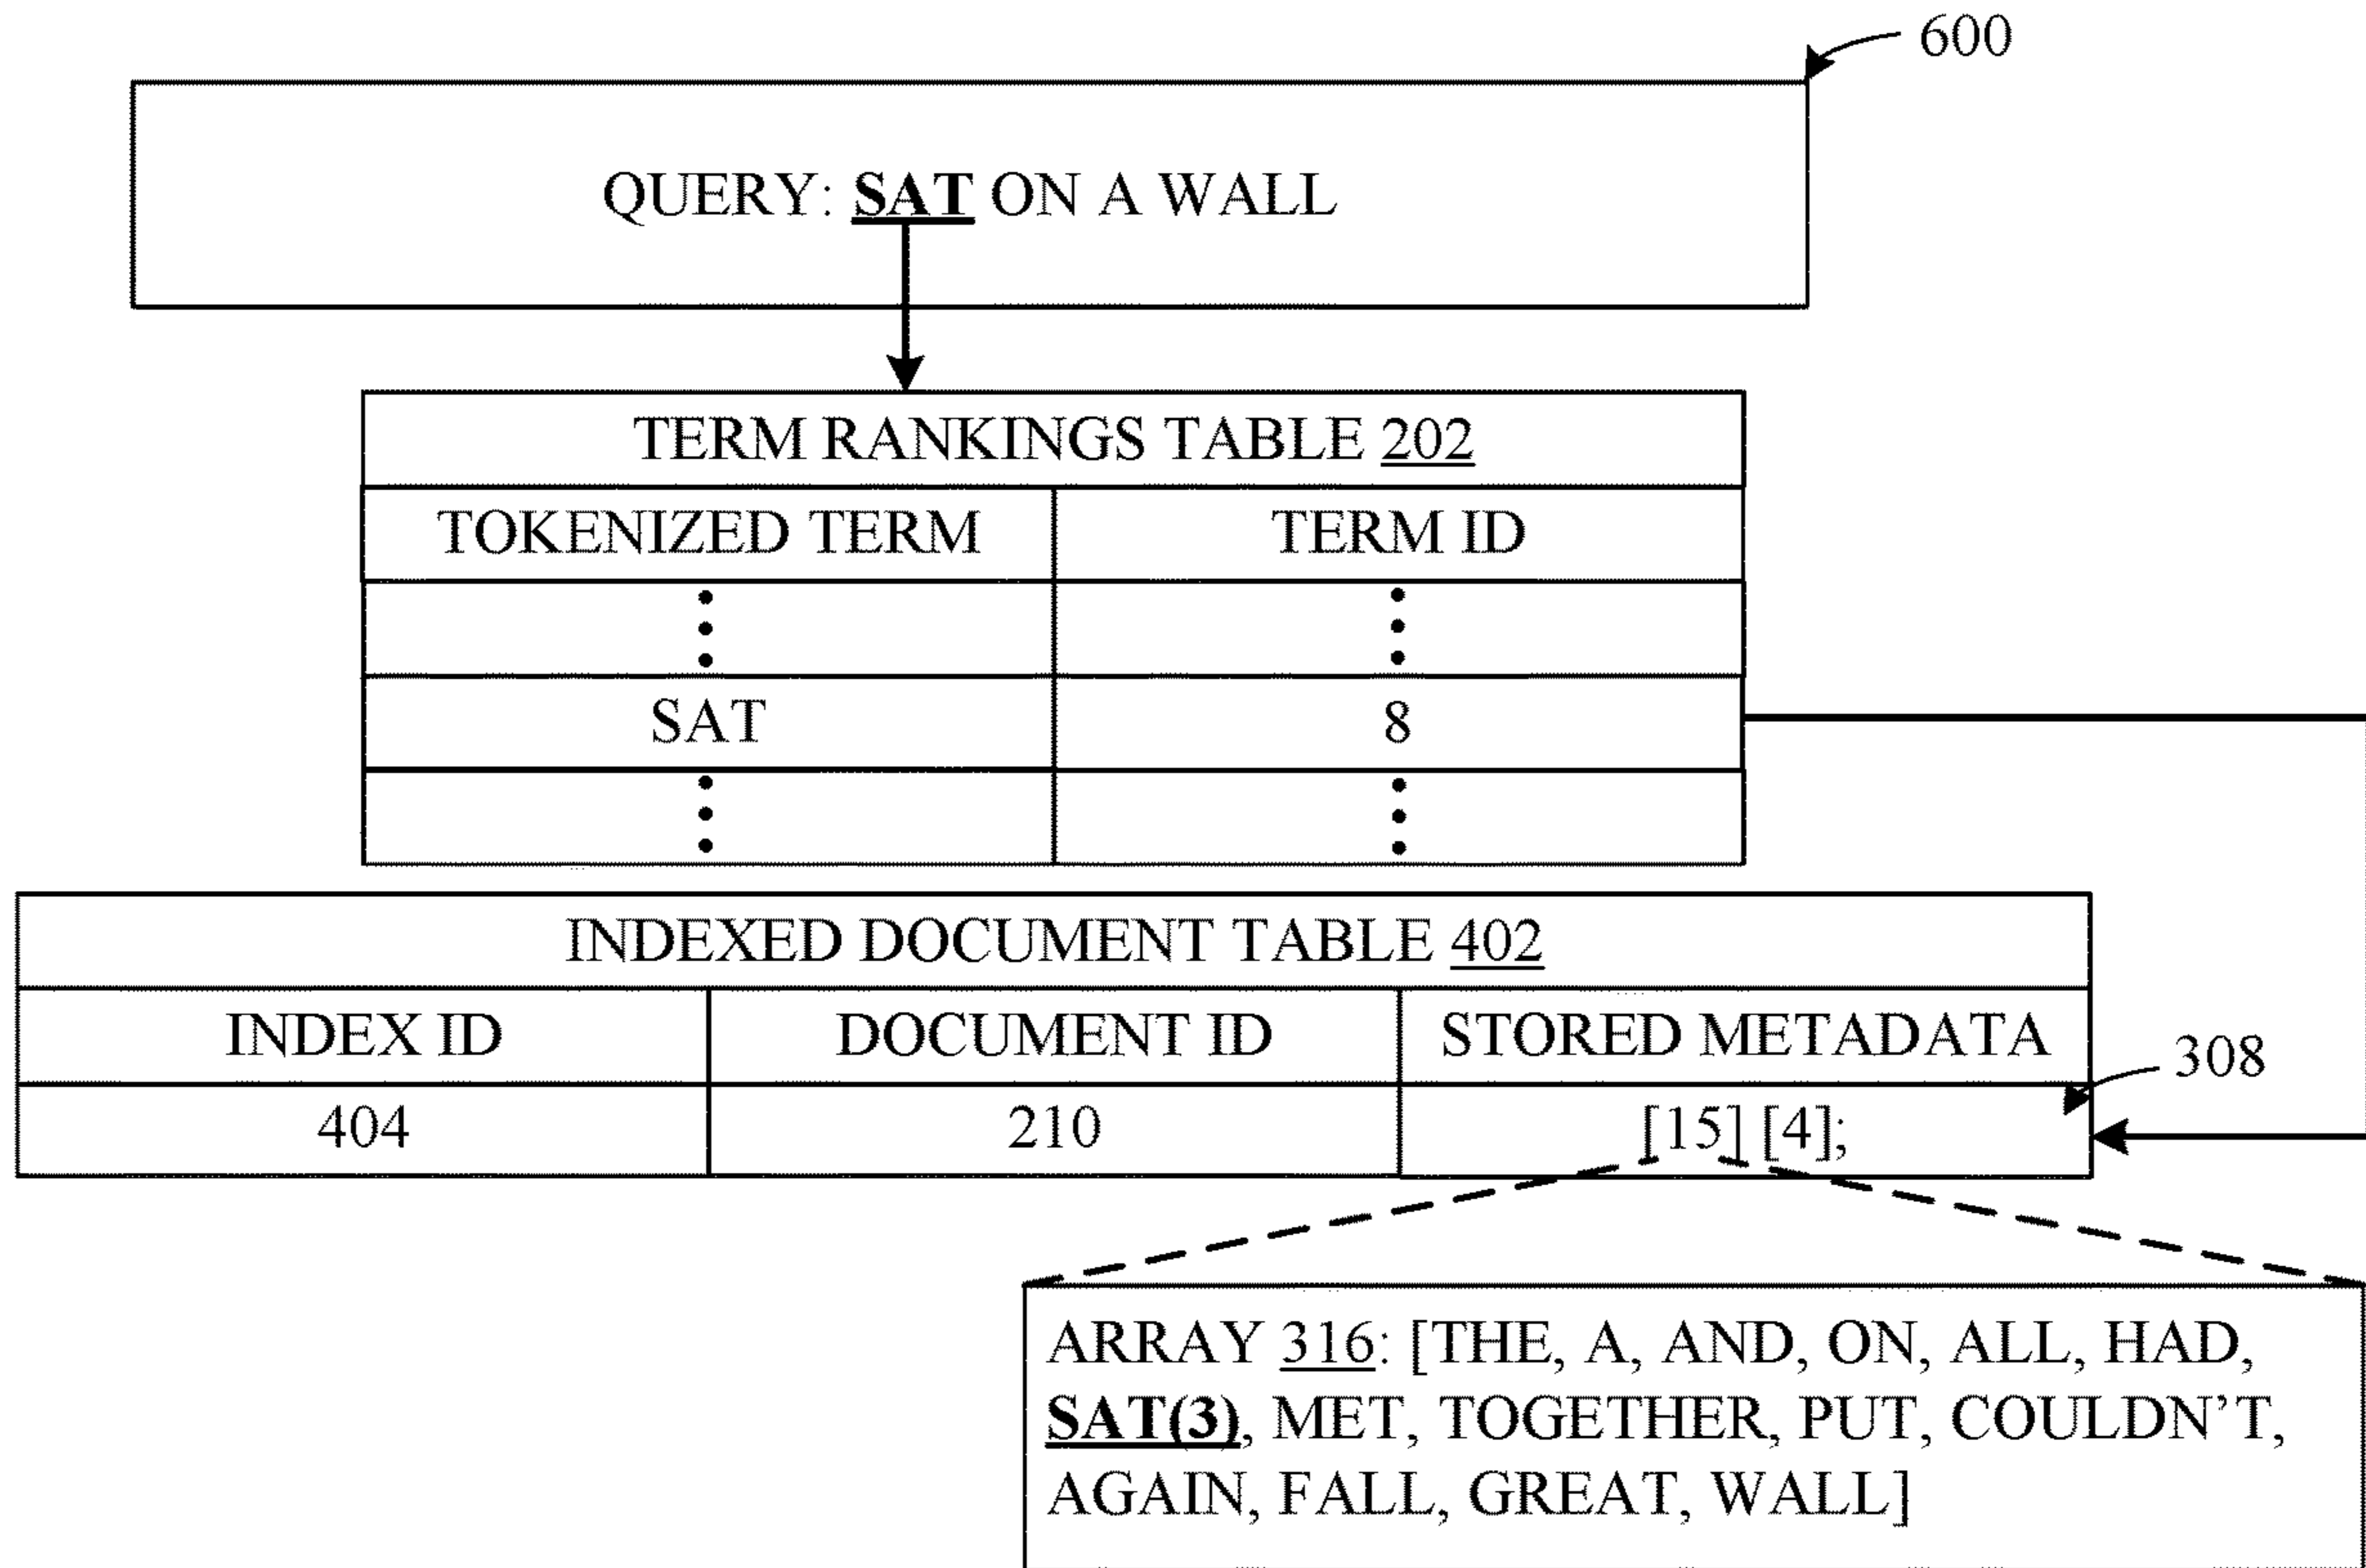 600
QUERY: SAT ON A WALL
TERM RANKINGS TABLE 202
TOKENIZED TERM TERM ID
SAT 8
INDEXED DOCUMENT TABLE 402
INDEX ID DOCUMENT ID STORED METADATA
308
404 210 [15] [4];
ARRAY 316: [THE, A, AND, ON, ALL, HAD,
SAT(3), MET, TOGETHER, PUT, COULDN'T,
AGAIN, FALL, GREAT, WALL]